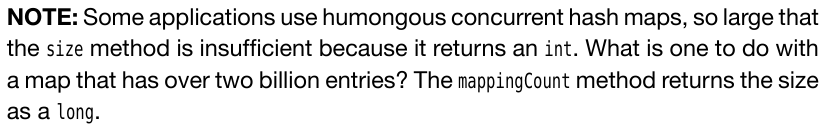 NOTE: Some applications use humongous concurrent hash maps, so large that
the size method is insufficient because it returns an int. What is one to do with
a map that has over two billion entries? The mappingCount method returns the size
as a long.